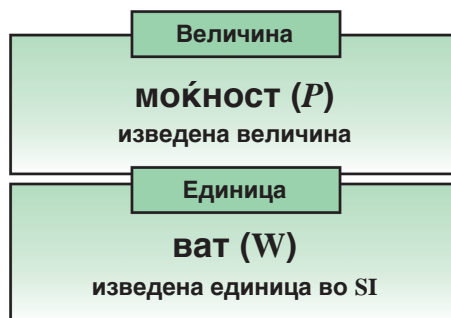 Величина
моќност (P)
изведена величина
Единица
ват (W)
изведена единица во SI